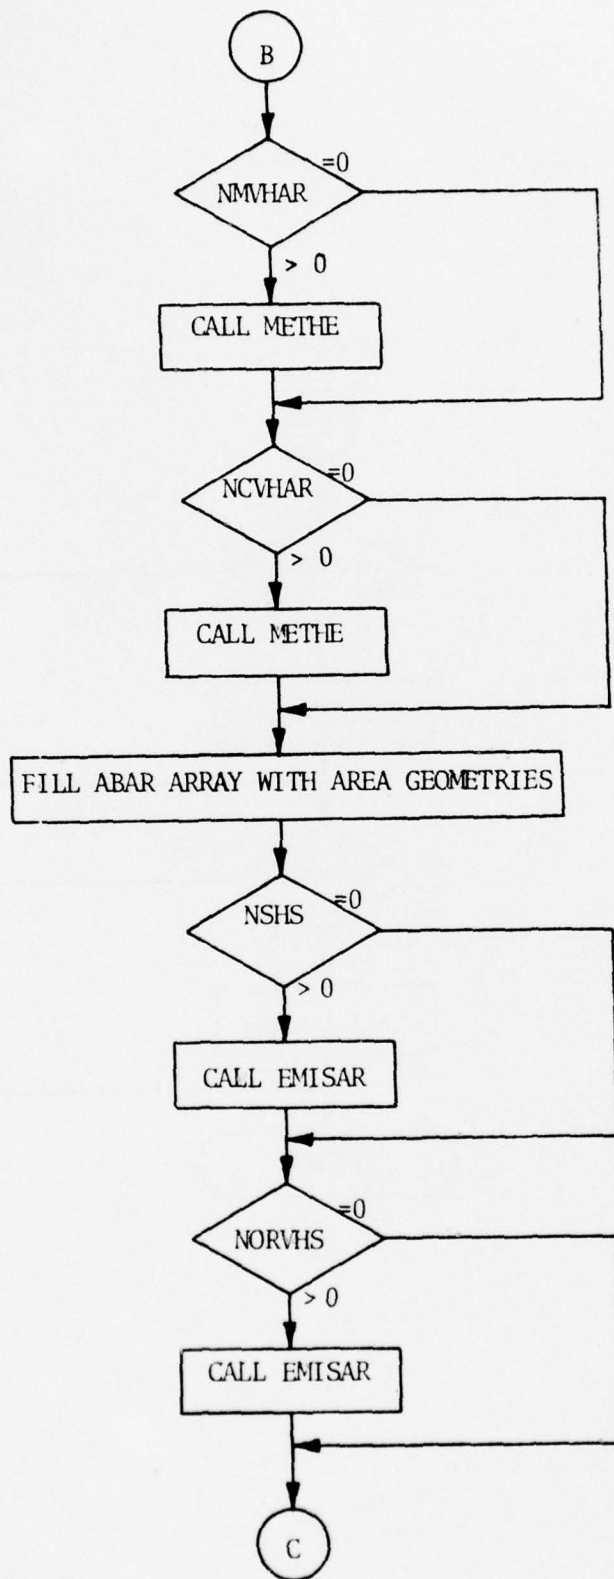 B
=0
NMVHAR
> 0
CALL METHE
=0
NCVHAR
> 0
CALL METHE
FILL ABAR ARRAY WITH AREA GEOMETRIES
=0
NSHS
> 0
CALL EMISAR
=0
NORVHS
> 0
CALL EMISAR
C